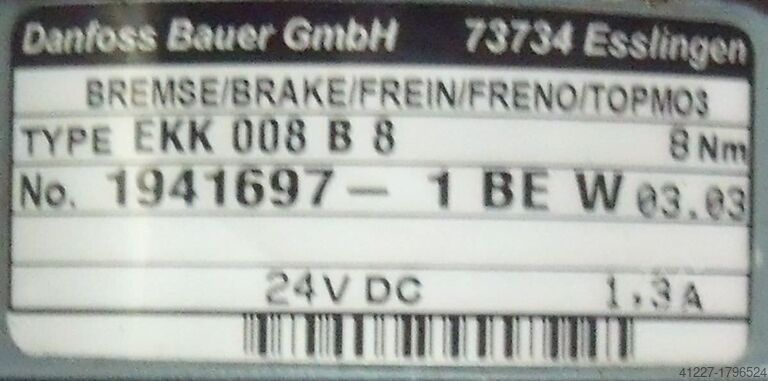 Danfoss Bauer GmbH 73734 Esslingen
BREMSE/BRAKE/FREIN/FRENO/TOPMO3
TYPE EKK 008 B 8 8 Nm
No. 1941697- 1 BE W 03.03
24V DC 1.3A
41227-1796524